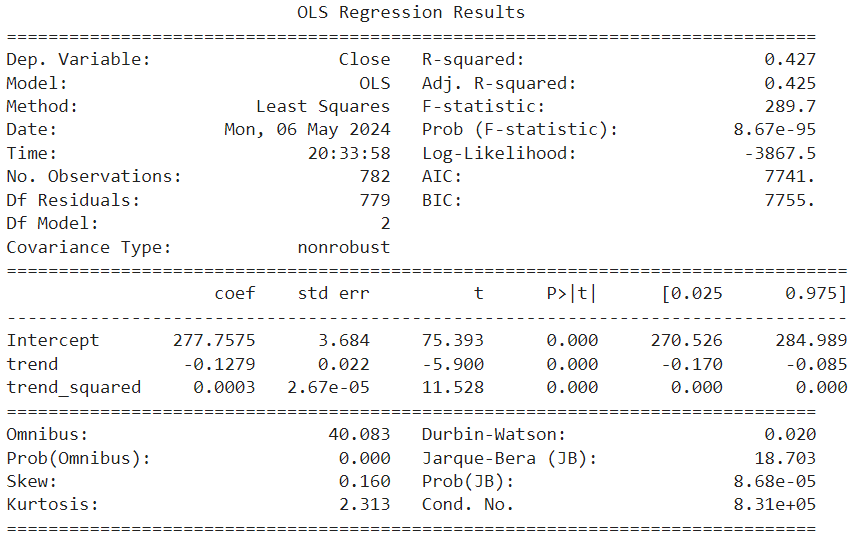 OLS Regression Results
==============================================================================
Dep. Variable:                  Close   R-squared:                       0.427
Model:                            OLS   Adj. R-squared:                  0.425
Method:                 Least Squares   F-statistic:                     289.7
Date:                Mon, 06 May 2024   Prob (F-statistic):           8.67e-95
Time:                        20:33:58   Log-Likelihood:                -3867.5
No. Observations:                 782   AIC:                             7741.
Df Residuals:                     779   BIC:                             7755.
Df Model:                           2
Covariance Type:            nonrobust
=================================================================================
                    coef    std err          t      P>|t|      [0.025      0.975]
---------------------------------------------------------------------------------
Intercept       277.7575      3.684     75.393      0.000     270.526     284.989
trend            -0.1279      0.022     -5.900      0.000      -0.170      -0.085
trend_squared     0.0003   2.67e-05     11.528      0.000       0.000       0.000
==============================================================================
Omnibus:                       40.083   Durbin-Watson:                   0.020
Prob(Omnibus):                  0.000   Jarque-Bera (JB):               18.703
Skew:                           0.160   Prob(JB):                     8.68e-05
Kurtosis:                       2.313   Cond. No.                     8.31e+05
==============================================================================